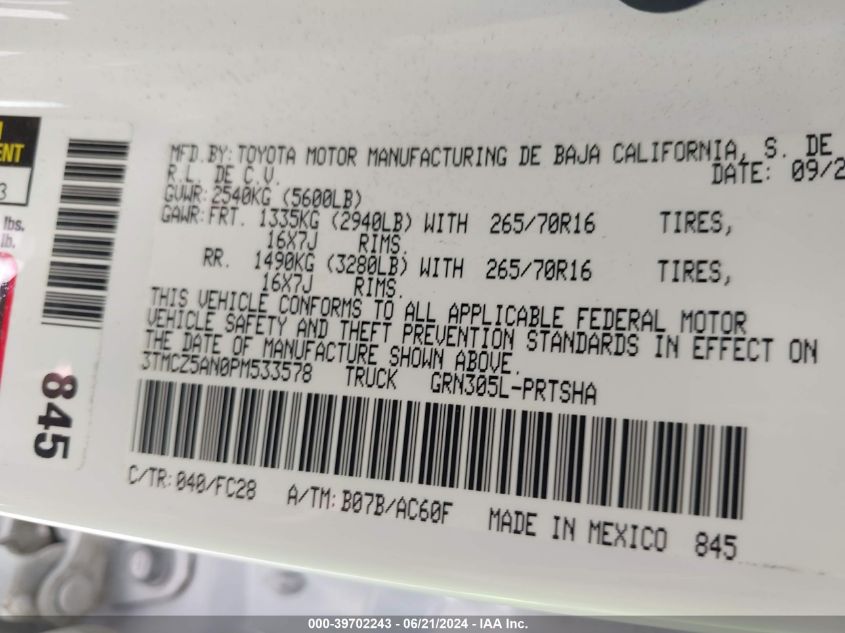 MENT
3
lbs.
lb.
845
MFD.BY:TOYOTA MOTOR MANUFACTURING DE BAJA CALIFORNIA, S. DE
R.L. DE C.V. DATE: 09/2
GVWR:2540KG (5600LB)
GAWR:FRT. 1335KG (2940LB) WITH 265/70R16 TIRES,
16X7J RIMS.
RR. 1490KG (3280LB) WITH 265/70R16 TIRES,
16X7J RIMS.
THIS VEHICLE CONFORMS TO ALL APPLICABLE FEDERAL MOTOR
VEHICLE SAFETY AND THEFT PREVENTION STANDARDS IN EFFECT ON
THE DATE OF MANUFACTURE SHOWN ABOVE.
3TMCZ5AN0PM533578 TRUCK GRN305L-PRTSHA
C/TR:040/FC28 A/TM:B07B/AC60F MADE IN MEXICO 845
000-39702243 - 06/21/2024 - IAA Inc.